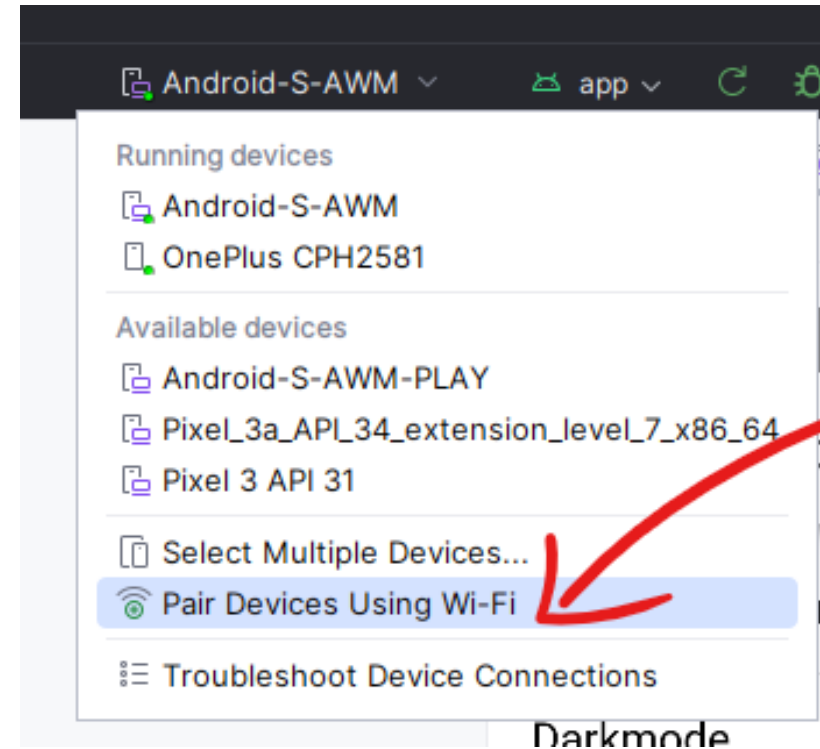 Android-S-AWM app
Running devices
Android-S-AWM
OnePlus CPH2581
Available devices
Android-S-AWM-PLAY
Pixel_3a_API_34_extension_level_7_x86_64
Pixel 3 API 31
Select Multiple Devices...
Pair Devices Using Wi-Fi
Troubleshoot Device Connections
Darkmode